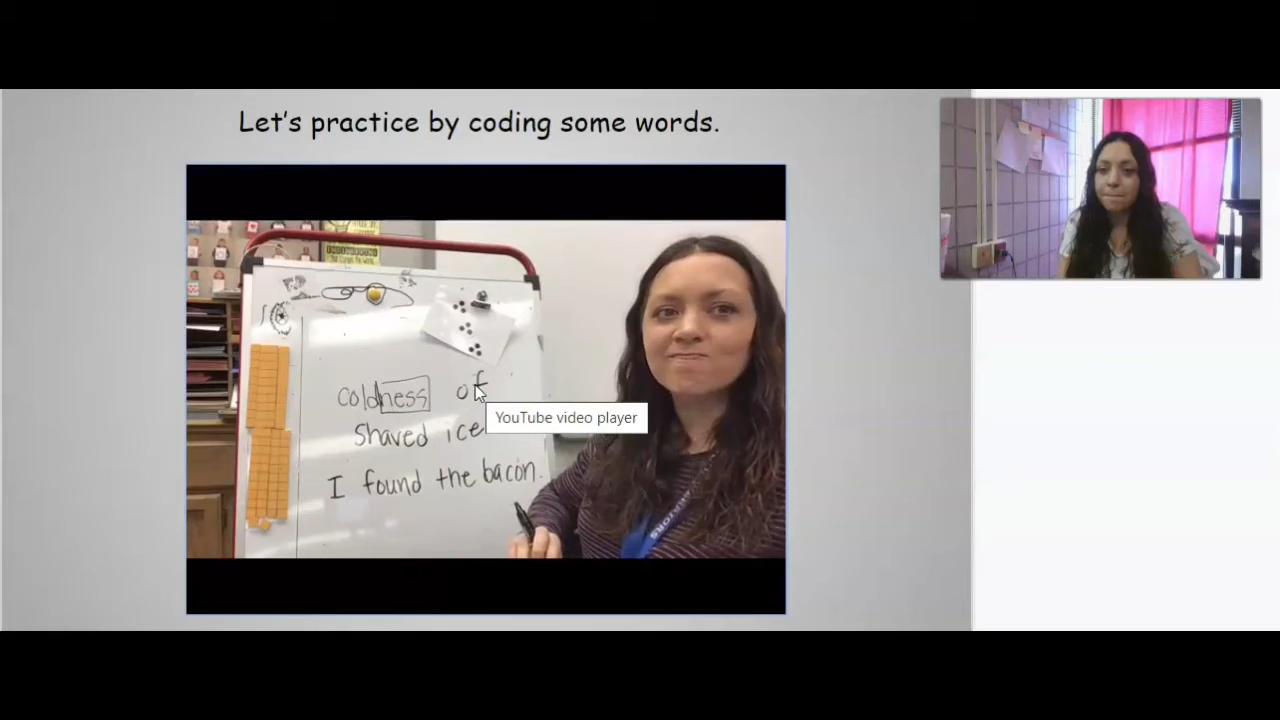 Let's practice by coding some words.
coldness of
YouTube video player
shaved ice
I found the bacon.